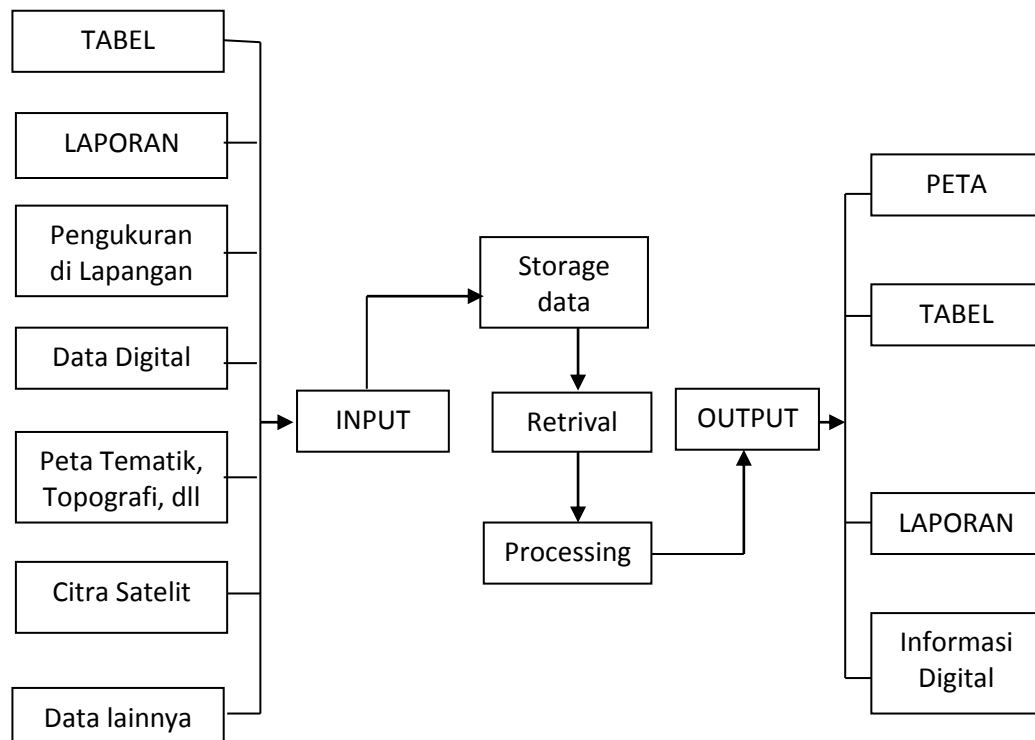 TABEL
LAPORAN
Pengukuran
di Lapangan
Data Digital
Peta Tematik,
Topografi, dll
Citra Satelit
Data lainnya
INPUT
Storage
data
Retrival
Processing
OUTPUT
PETA
TABEL
LAPORAN
Informasi
Digital